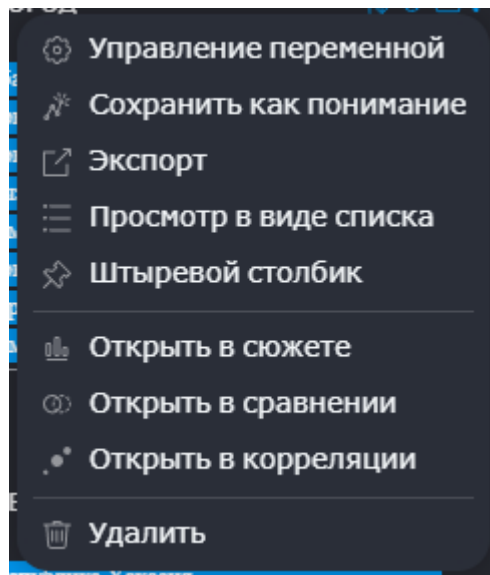 Управление переменной
Сохранить как понимание
Экспорт
Просмотр в виде списка
Штыревой столбик
Открыть в сюжете
Открыть в сравнении
Открыть в корреляции
Удалить